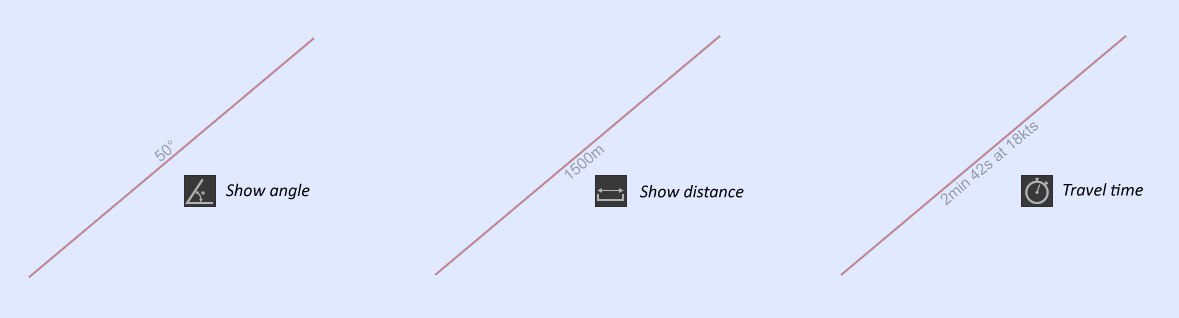 50°
Show angle
1500m
Show distance
2min 42s at 18kts
Travel time